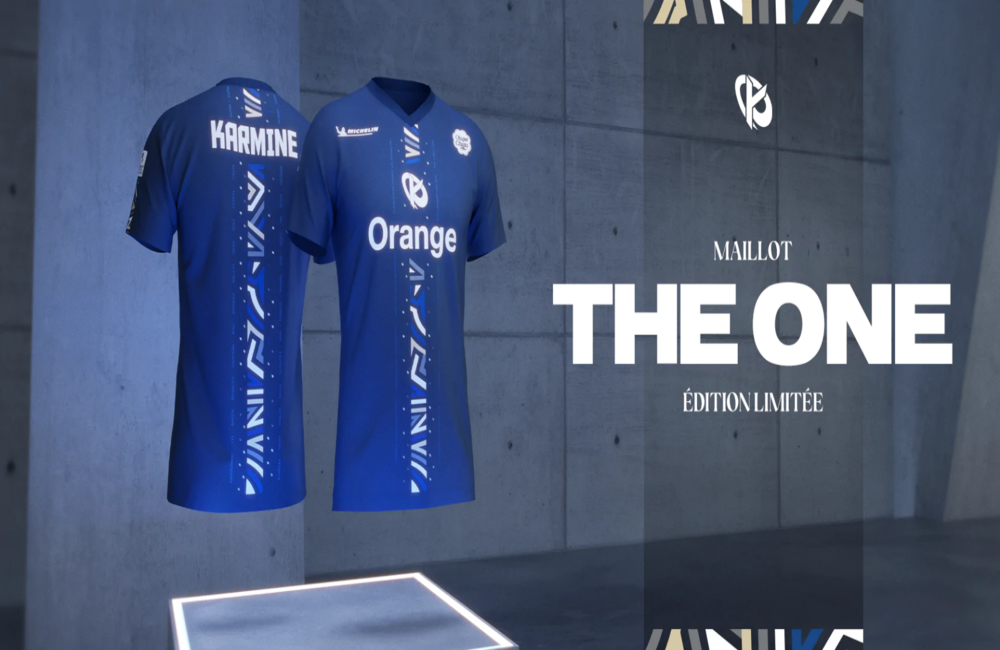 KARMINE
MICHELIN
Orange
MAILLOT
THE ONE
ÉDITION LIMITÉE